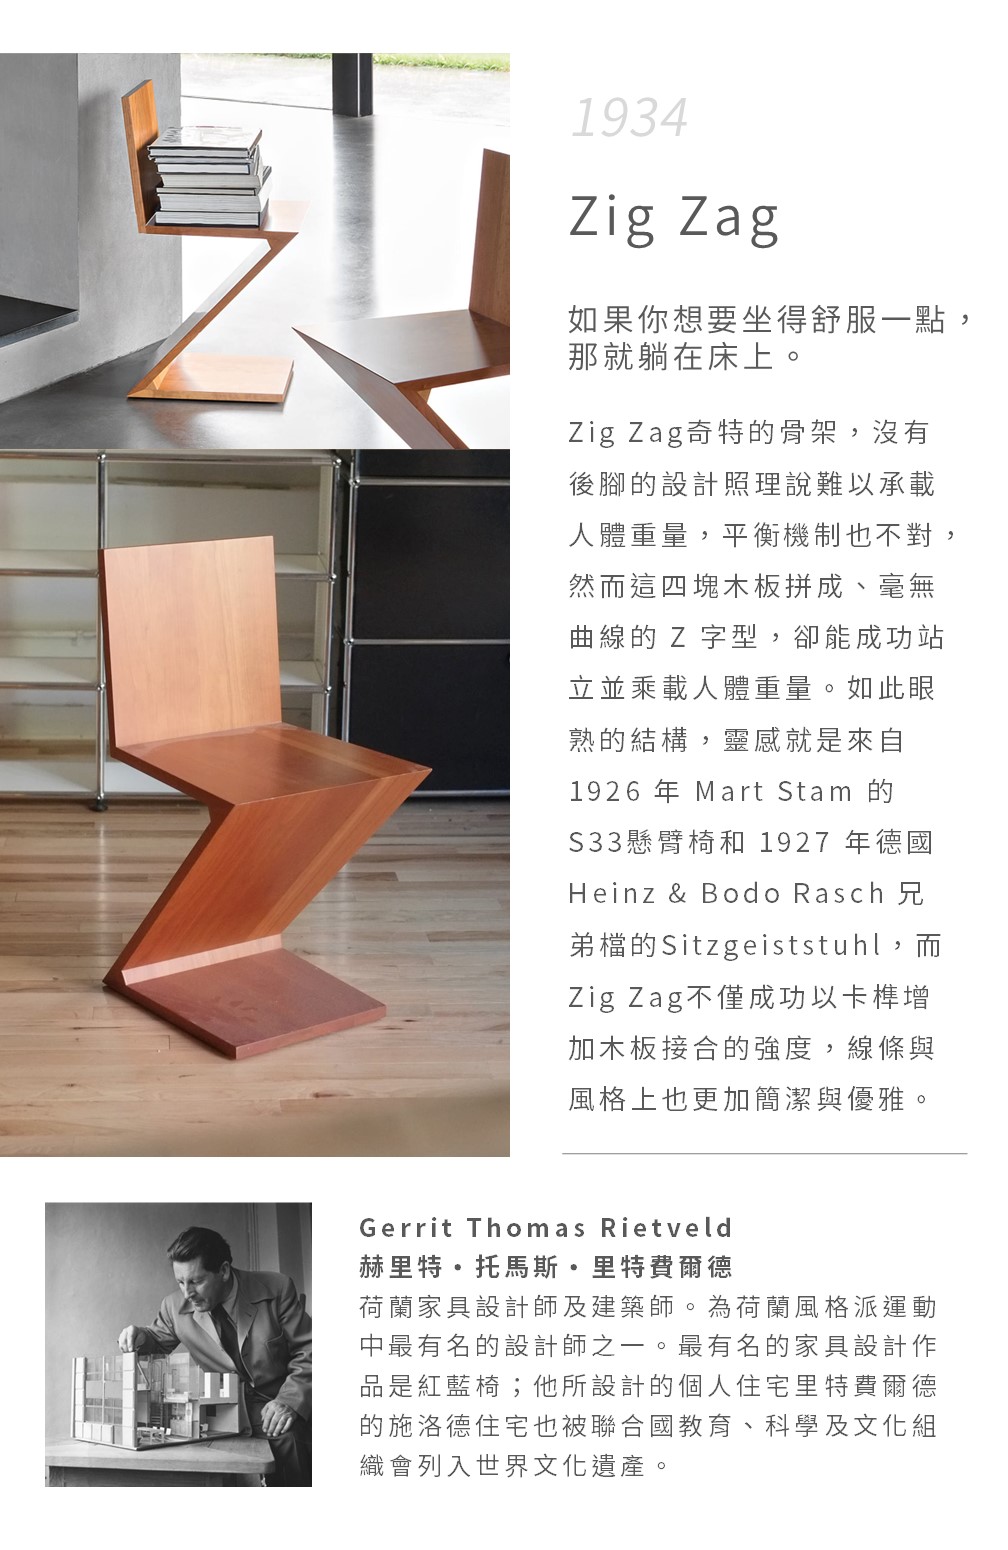 1934
Zig Zag
如果你想要坐得舒服一點，
那就躺在床上。
Zig Zag奇特的骨架，沒有
後腳的設計照理說難以承載
人體重量，平衡機制也不對，
然而這四塊木板拼成、毫無
曲線的 Z 字型，卻能成功站
立並乘載人體重量。如此眼
熟的結構，靈感就是來自
1926 年 Mart Stam 的
S33懸臂椅和 1927 年德國
Heinz & Bodo Rasch 兄
弟檔的Sitzgeiststuhl，而
Zig Zag不僅成功以卡榫增
加木板接合的強度，線條與
風格上也更加簡潔與優雅。
Gerrit Thomas Rietveld
赫里特·托馬斯·里特費爾德
荷蘭家具設計師及建築師。為荷蘭風格派運動
中最有名的設計師之一。最有名的家具設計作
品是紅藍椅；他所設計的個人住宅里特費爾德
的施洛德住宅也被聯合國教育、科學及文化組
織會列入世界文化遺產。